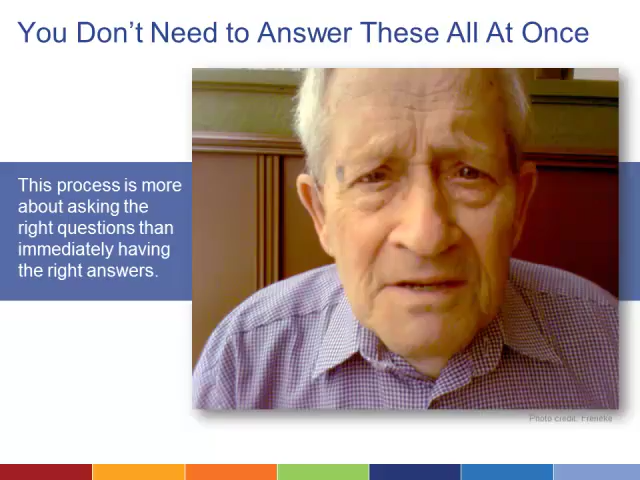 You Don’t Need to Answer These All At Once
This process is more
about asking the
right questions than
immediately having
the right answers.
Photo credit: Freneke